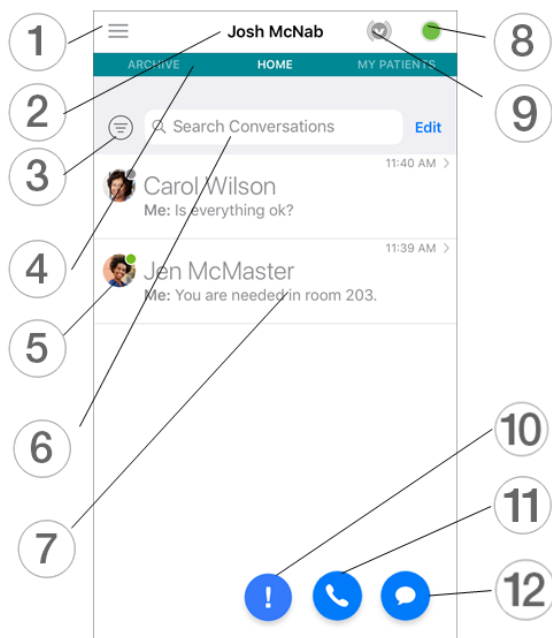 1
Josh McNab
8
2
ARCHIVE HOME MY PATIENTS
9
3
Search Conversations Edit
11:40 AM
Carol Wilson
Me: Is everything ok?
4
11:39 AM
Jen McMaster
Me: You are needed in room 203.
5
6
7
10
11
!
12